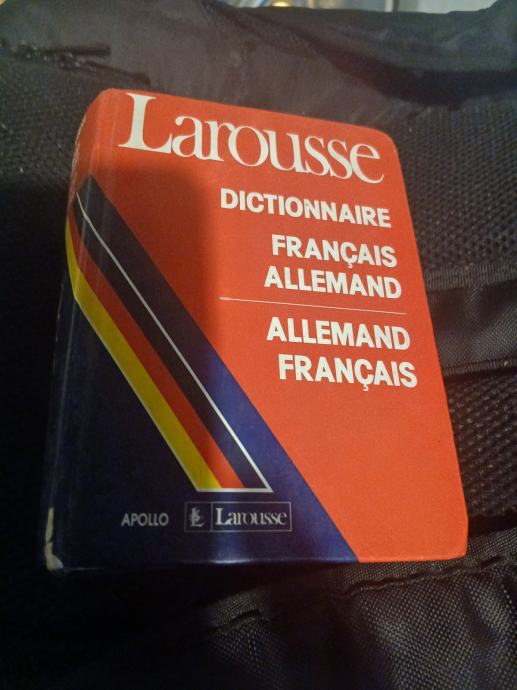 Larousse
DICTIONNAIRE
FRANÇAIS
ALLEMAND
ALLEMAND
FRANÇAIS
APOLLO Larousse